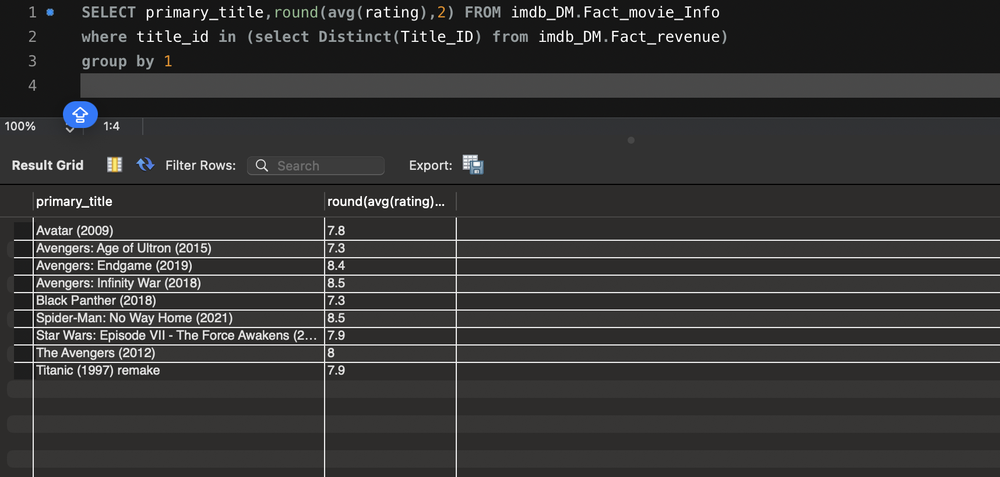 1 SELECT primary_title,round(avg(rating),2) FROM imdb_DM.Fact_movie_Info
2 where title_id in (select Distinct(Title_ID) from imdb_DM.Fact_revenue)
3 group by 1
4
100% 1:4
Result Grid Filter Rows: Search Export:
primary_title round(avg(rating)...
Avatar (2009) 7.8
Avengers: Age of Ultron (2015) 7.3
Avengers: Endgame (2019) 8.4
Avengers: Infinity War (2018) 8.5
Black Panther (2018) 7.3
Spider-Man: No Way Home (2021) 8.5
Star Wars: Episode VII - The Force Awakens (2... 7.9
The Avengers (2012) 8
Titanic (1997) remake 7.9